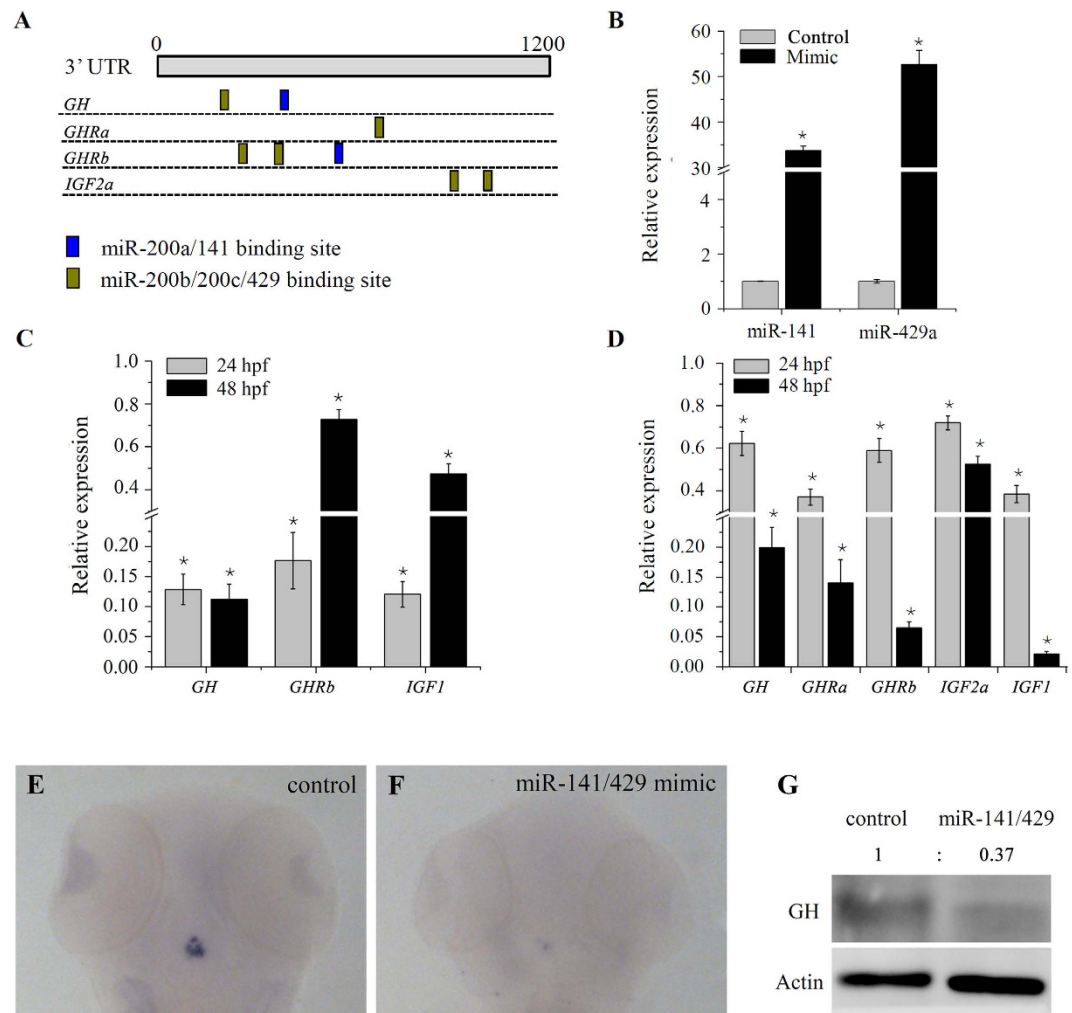 A
0 1200
3’ UTR
GH
GHRa
GHRb
IGF2a
miR-200a/141 binding site
miR-200b/200c/429 binding site
B
Control
Mimic
*
*
60
50
40
30
4
2
0
Relative expression
miR-141 miR-429a
C
24 hpf
48 hpf
1.0
0.8
0.6
0.4
0.20
0.15
0.10
0.05
0.00
Relative expression
* * * * * *
GH GHRb IGF1
D
24 hpf
48 hpf
1.0
0.8
0.6
0.4
0.20
0.15
0.10
0.05
0.00
Relative expression
* * * * * * * * * *
GH GHRa GHRb IGF2a IGF1
E control
F miR-141/429 mimic
G
control miR-141/429
1 : 0.37
GH
Actin